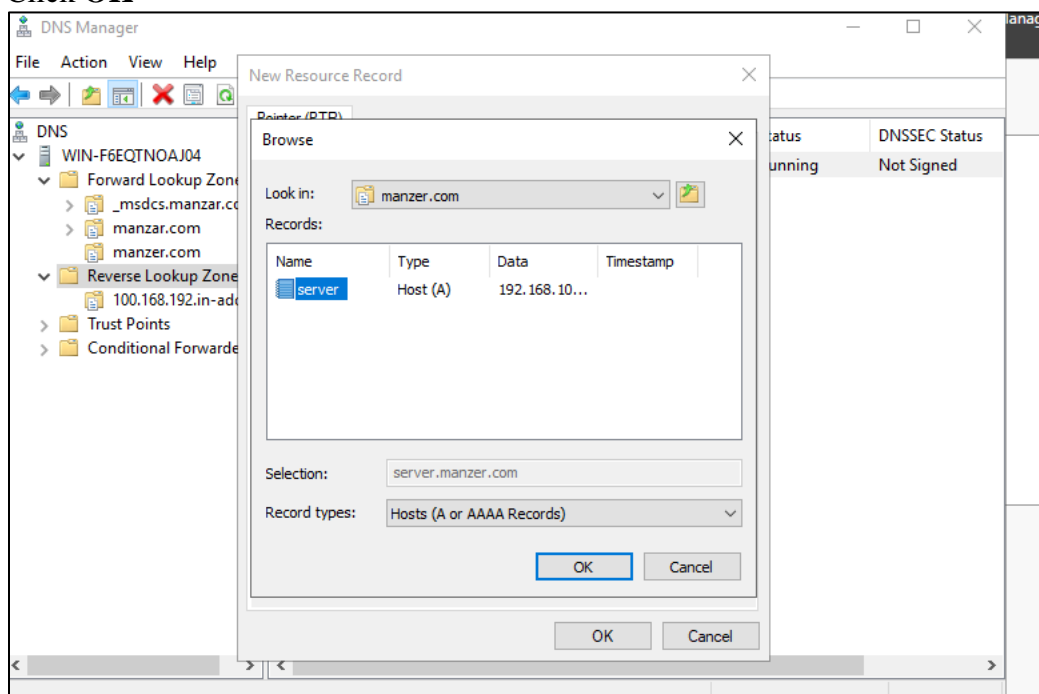 Click OK
DNS Manager
File Action View Help
New Resource Record
Pointer (PTR)
Browse
Look in: manzer.com
Records:
Name Type Data Timestamp
server Host (A) 192.168.10...
Selection: server.manzer.com
Record types: Hosts (A or AAAA Records)
OK Cancel
OK Cancel
DNS
WIN-F6EQTNOAJ04
Forward Lookup Zone
_msdcs.manzar.cc
manzar.com
manzer.com
Reverse Lookup Zone
100.168.192.in-add
Trust Points
Conditional Forwarde
tatus DNSSEC Status
unning Not Signed
anag